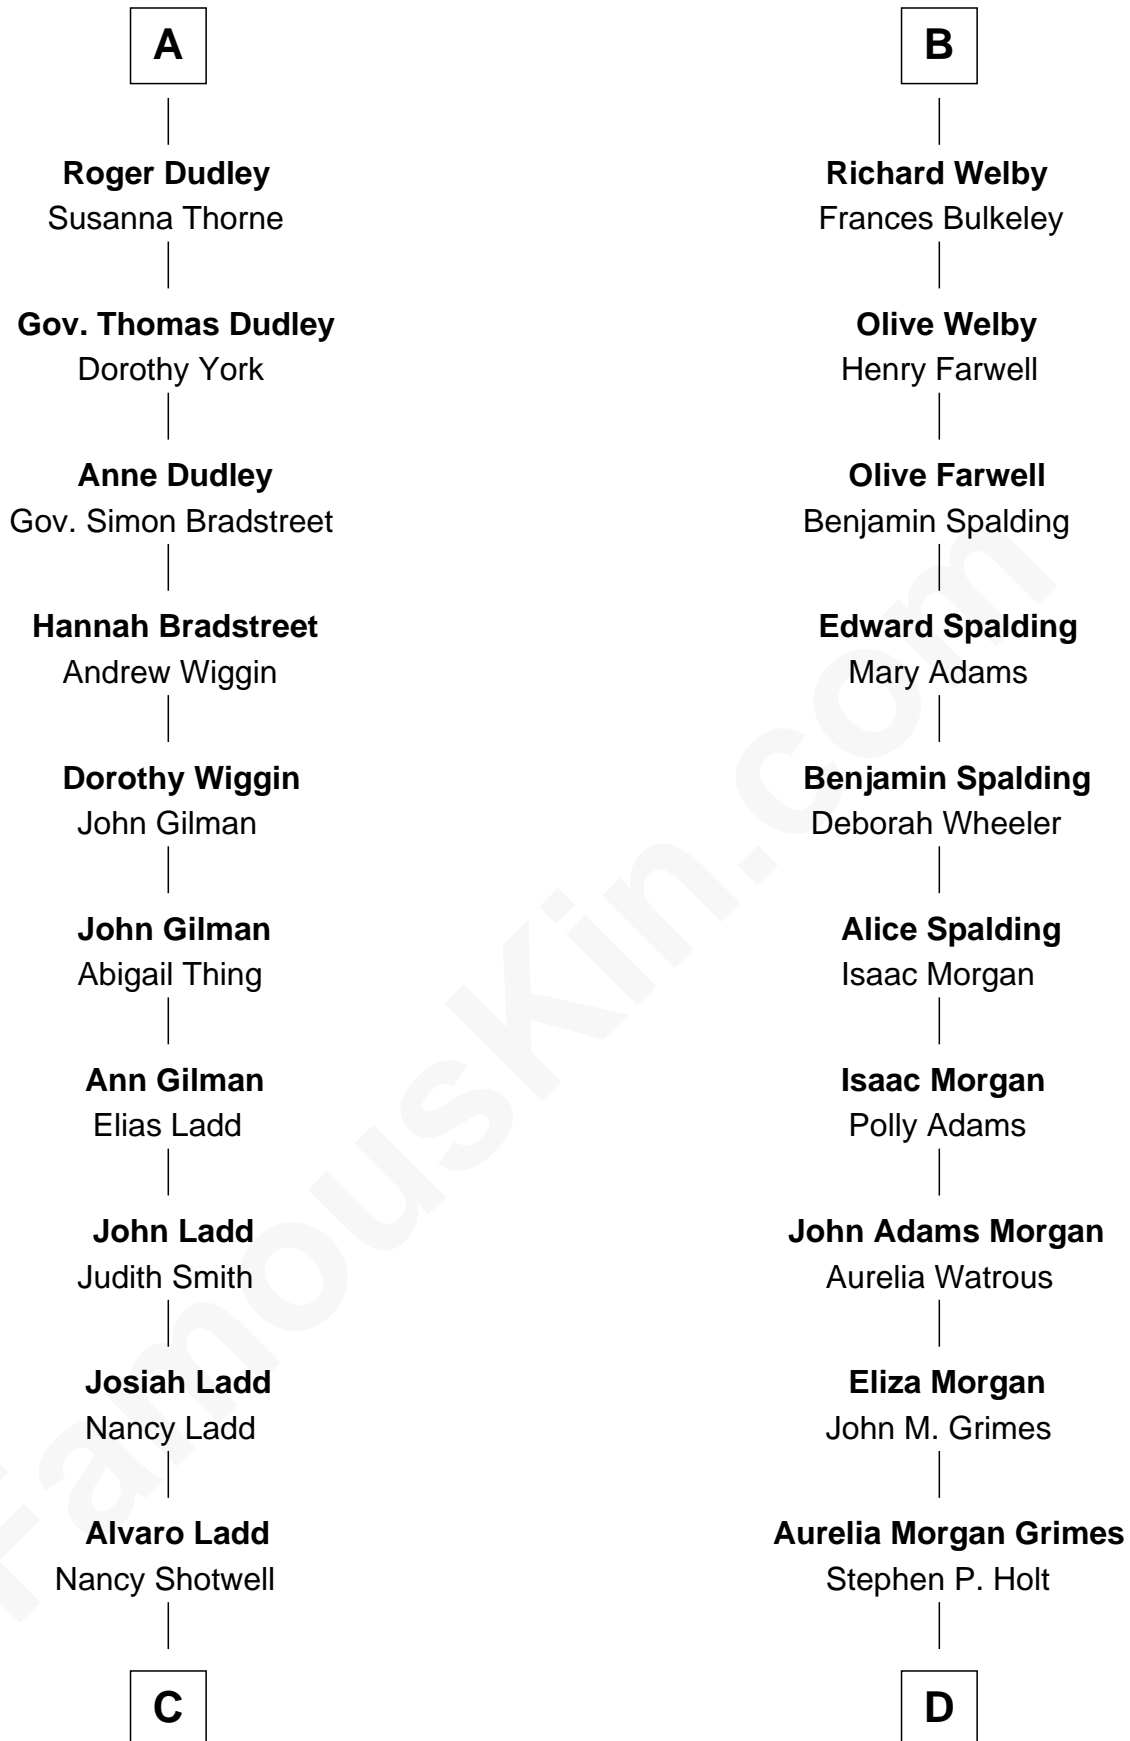 A
Roger Dudley
Susanna Thorne
Gov. Thomas Dudley
Dorothy York
Anne Dudley
Gov. Simon Bradstreet
Hannah Bradstreet
Andrew Wiggin
Dorothy Wiggin
John Gilman
John Gilman
Abigail Thing
Ann Gilman
Elias Ladd
John Ladd
Judith Smith
Josiah Ladd
Nancy Ladd
Alvaro Ladd
Nancy Shotwell
C
B
Richard Welby
Frances Bulkeley
Olive Welby
Henry Farwell
Olive Farwell
Benjamin Spalding
Edward Spalding
Mary Adams
Benjamin Spalding
Deborah Wheeler
Alice Spalding
Isaac Morgan
Isaac Morgan
Polly Adams
John Adams Morgan
Aurelia Watrous
Eliza Morgan
John M. Grimes
Aurelia Morgan Grimes
Stephen P. Holt
D
FamousKin.com